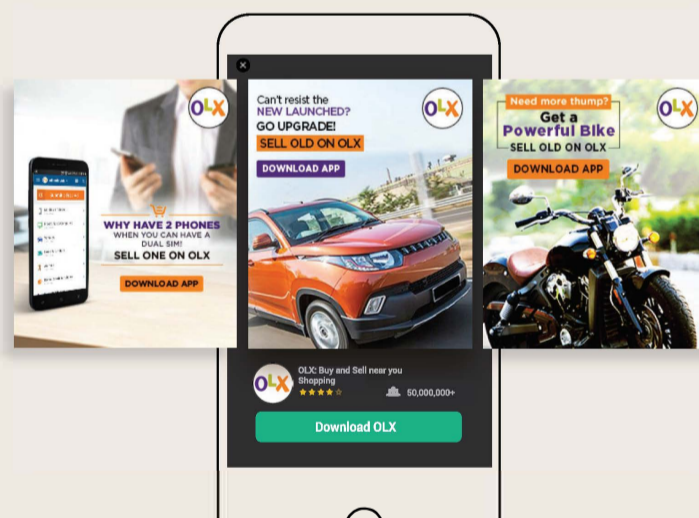 OLX
WHY HAVE 2 PHONES
WHEN YOU CAN HAVE A
DUAL SIM!
SELL ONE ON OLX
DOWNLOAD APP
Can't resist the
NEW LAUNCHED?
GO UPGRADE!
SELL OLD ON OLX
DOWNLOAD APP
OLX
Need more thump?
Get a
Powerful Bike
SELL OLD ON OLX
DOWNLOAD APP
OLX
OLX
OLX: Buy and Sell near you
Shopping
50,000,000+
Download OLX